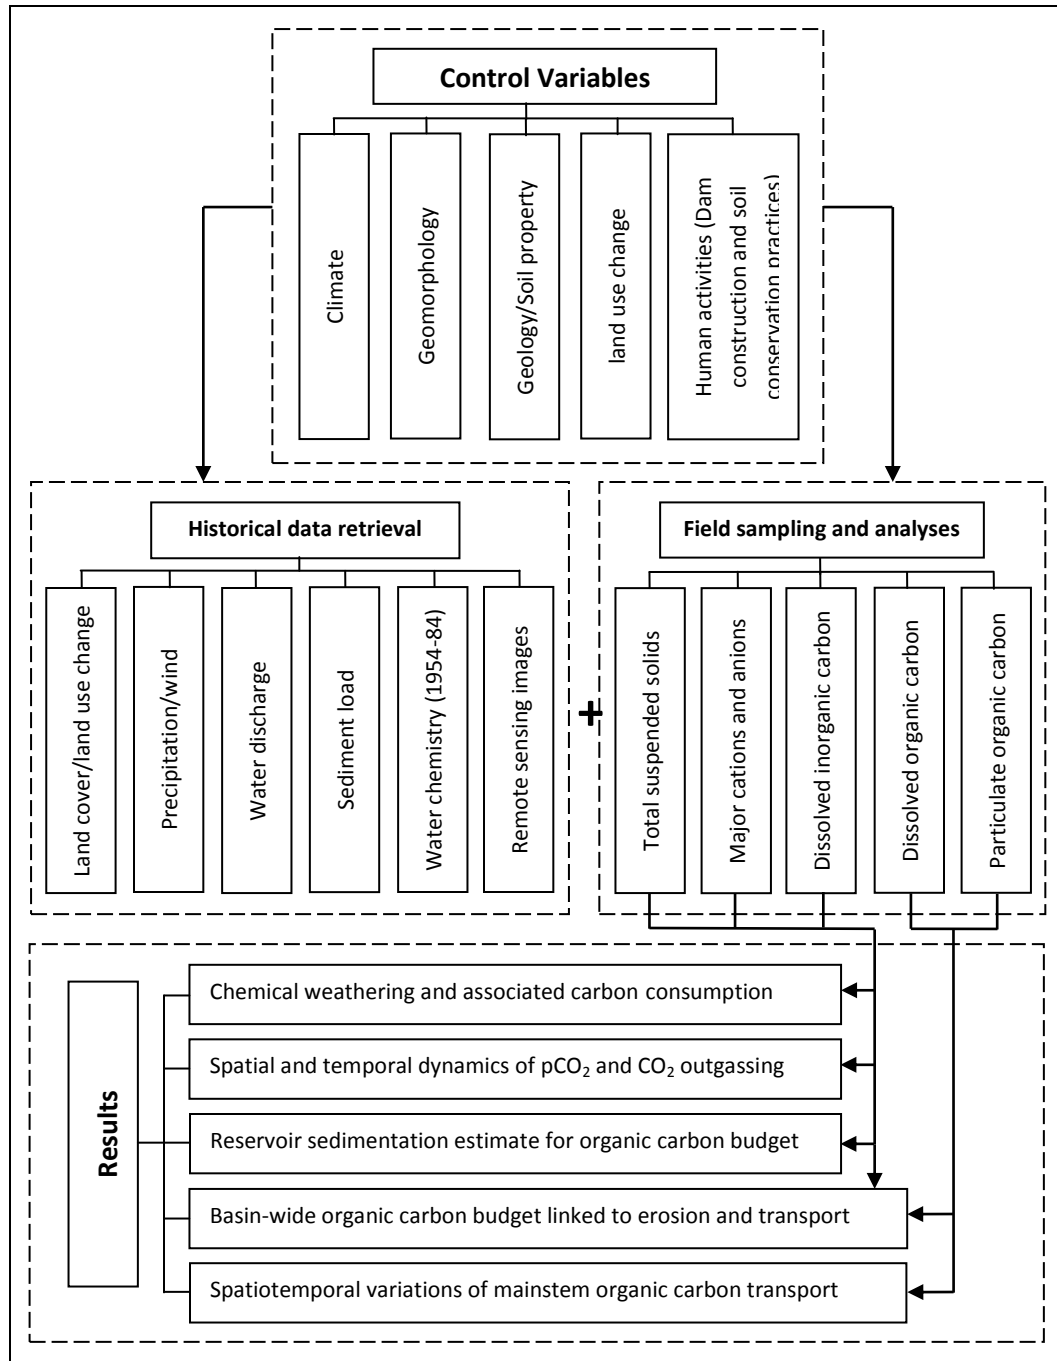 Control Variables
Climate
Geomorphology
Geology/Soil property
land use change
Human activities (Dam
construction and soil
conservation practices)
Historical data retrieval
Land cover/land use change
Precipitation/wind
Water discharge
Sediment load
Water chemistry (1954-84)
Remote sensing images
+
Field sampling and analyses
Total suspended solids
Major cations and anions
Dissolved inorganic carbon
Dissolved organic carbon
Particulate organic carbon
Results
Chemical weathering and associated carbon consumption
Spatial and temporal dynamics of pCO₂ and CO₂ outgassing
Reservoir sedimentation estimate for organic carbon budget
Basin-wide organic carbon budget linked to erosion and transport
Spatiotemporal variations of mainstem organic carbon transport